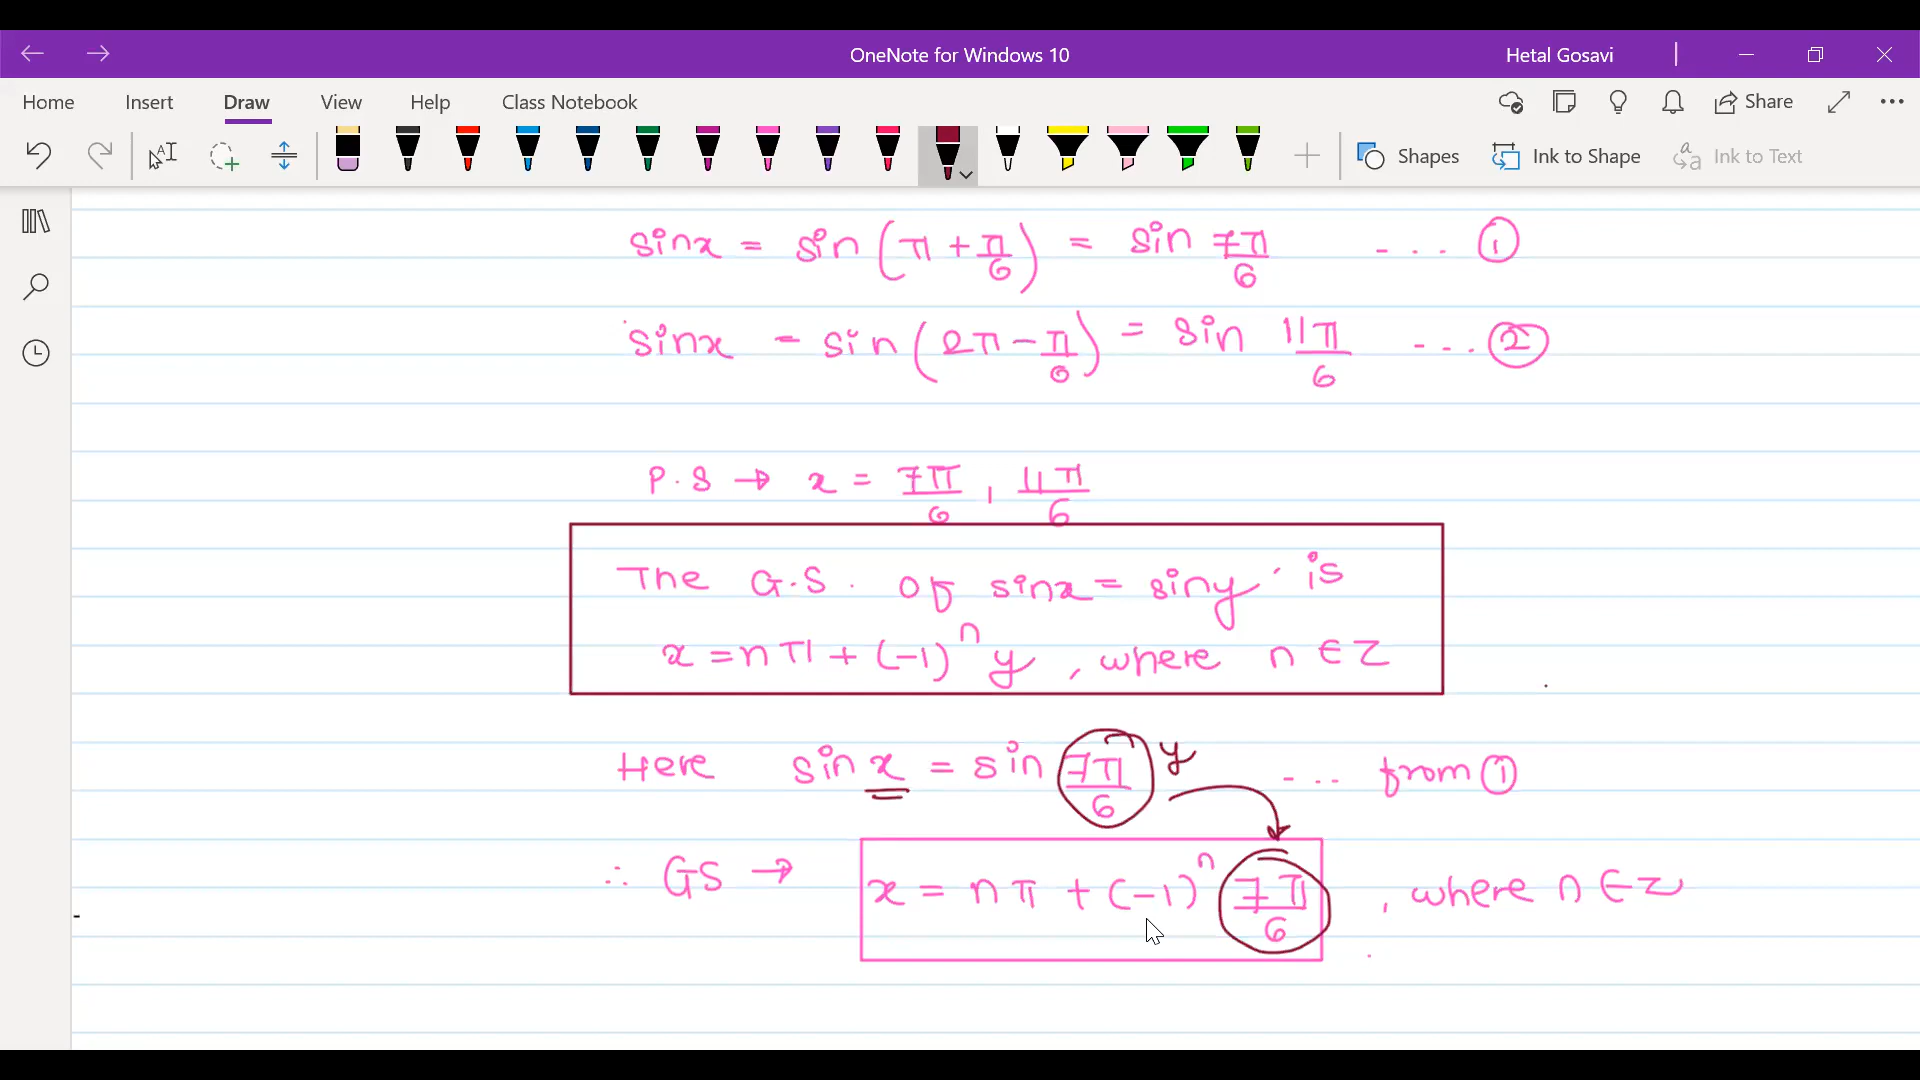 OneNote for Windows 10
Hetal Gosavi
Home Insert Draw View Help Class Notebook
Share
Shapes Ink to Shape Ink to Text
sinx = sin (π + π/6) = sin 7π/6 ... ①
sinx = sin (2π - π/6) = sin 11π/6 ... ②
P.S → x = 7π/6 , 11π/6
The G.S. of sinx = siny is
x = nπ + (-1)^n y , where n ∈ Z
Here sin x = sin 7π/6 y ... from ①
∴ GS → x = nπ + (-1)^n 7π/6 , where n ∈ Z